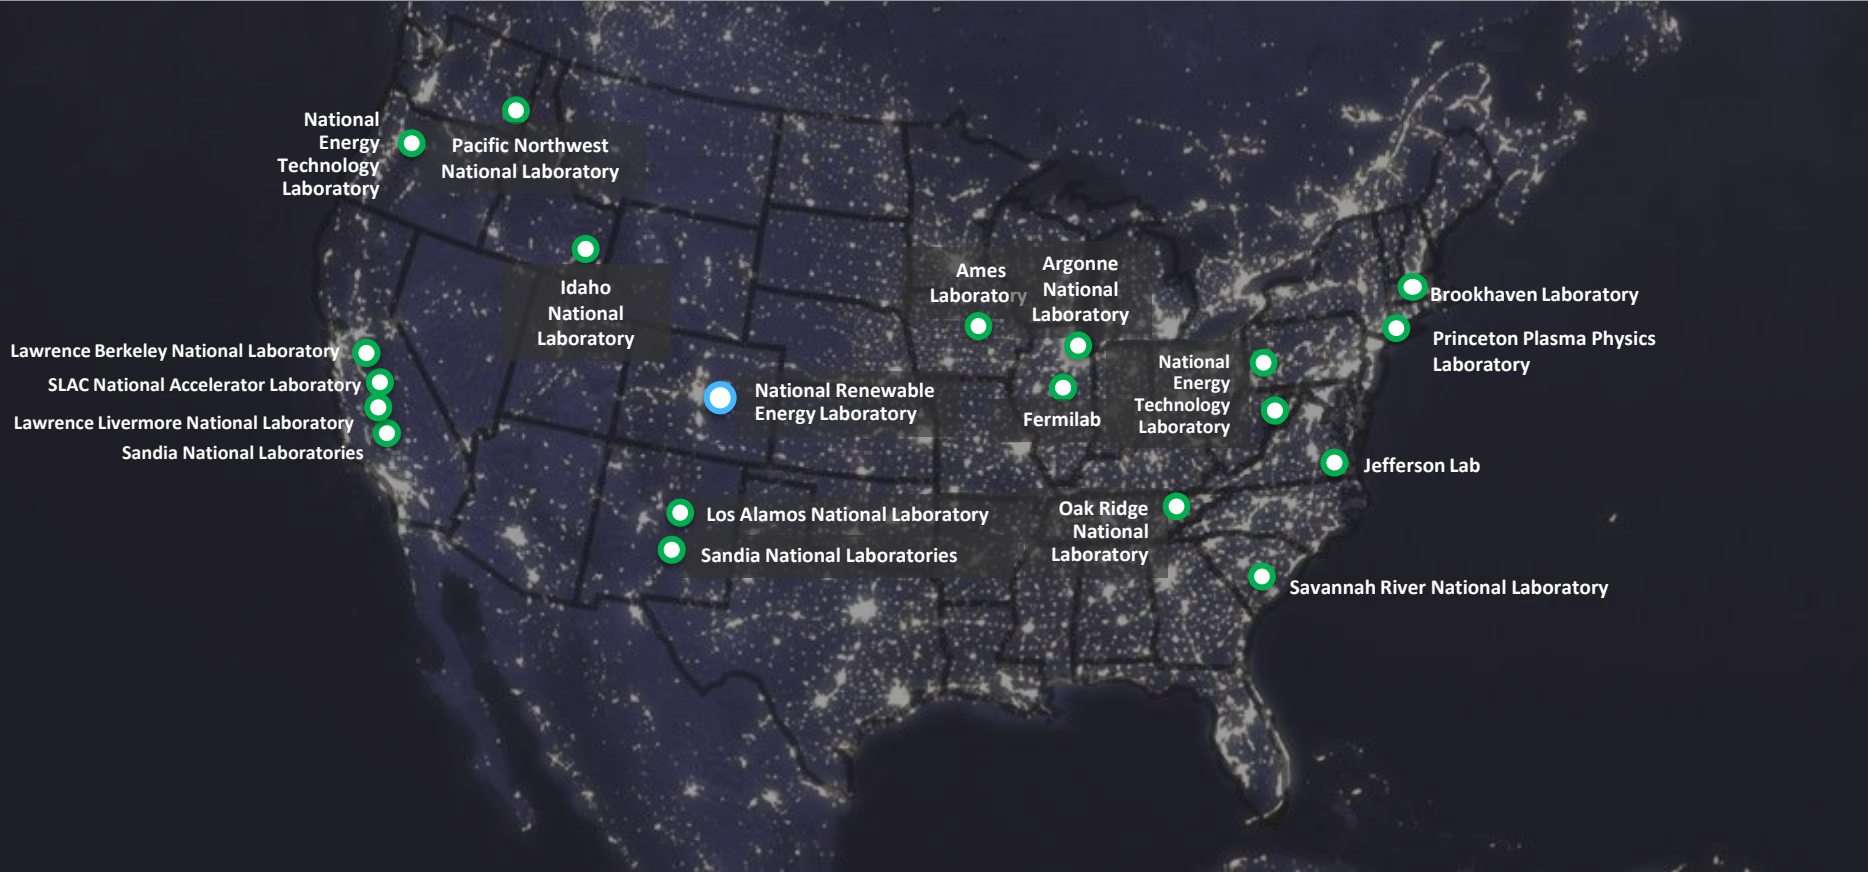 National
Energy
Technology
Laboratory
Pacific Northwest
National Laboratory
Idaho
National
Laboratory
Ames
Laboratory
Argonne
National
Laboratory
Brookhaven Laboratory
Princeton Plasma Physics
Laboratory
Lawrence Berkeley National Laboratory
SLAC National Accelerator Laboratory
Lawrence Livermore National Laboratory
Sandia National Laboratories
National Renewable
Energy Laboratory
Fermilab
National
Energy
Technology
Laboratory
Jefferson Lab
Los Alamos National Laboratory
Sandia National Laboratories
Oak Ridge
National
Laboratory
Savannah River National Laboratory